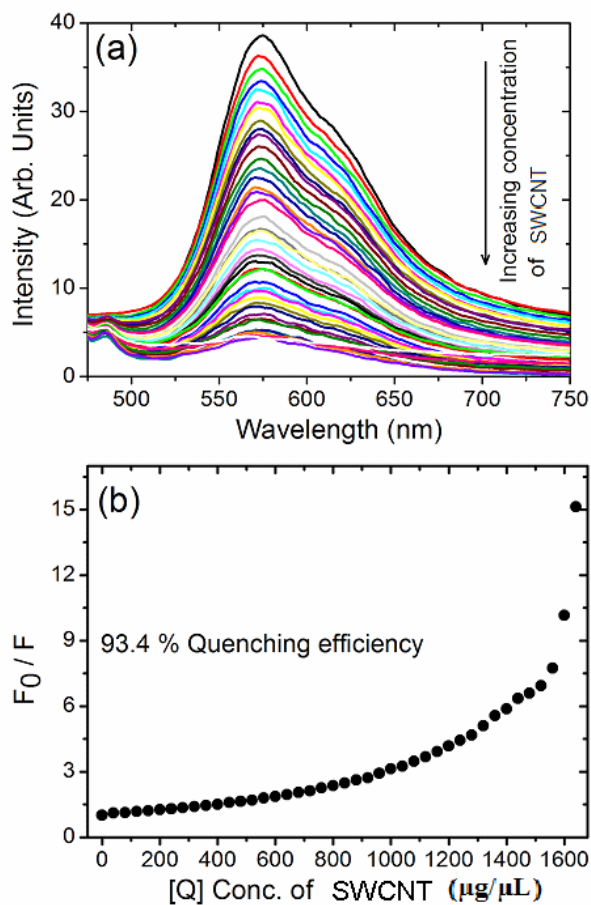 (a)
40
30
20
10
0
Intensity (Arb. Units)
Increasing concentration
of SWCNT
500 550 600 650 700 750
Wavelength (nm)
(b)
15
12
9
6
3
0
F0 / F
93.4 % Quenching efficiency
0 200 400 600 800 1000 1200 1400 1600
[Q] Conc. of SWCNT (µg/µL)